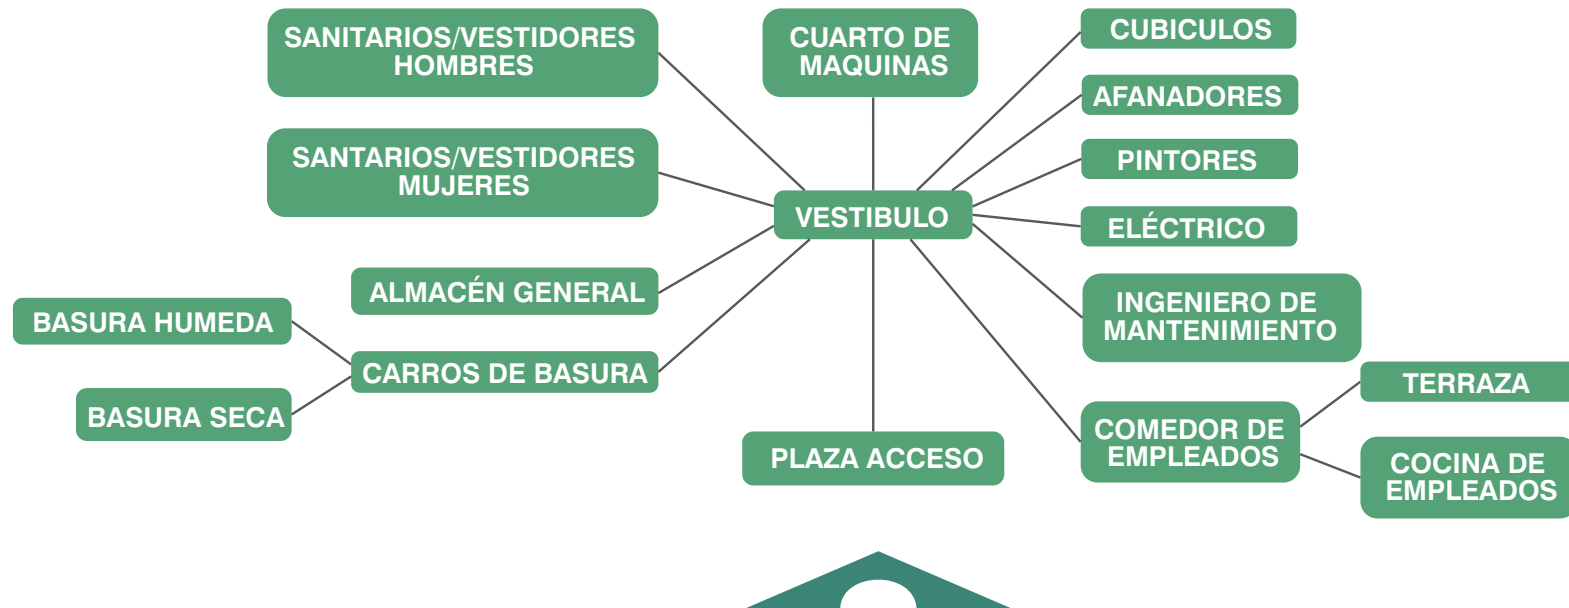 SANITARIOS/VESTIDORES
HOMBRES
CUARTO DE
MAQUINAS
CUBICULOS
AFANADORES
SANTARIOS/VESTIDORES
MUJERES
PINTORES
VESTIBULO
ELÉCTRICO
ALMACÉN GENERAL
INGENIERO DE
MANTENIMIENTO
BASURA HUMEDA
CARROS DE BASURA
TERRAZA
BASURA SECA
COMEDOR DE
EMPLEADOS
PLAZA ACCESO
COCINA DE
EMPLEADOS